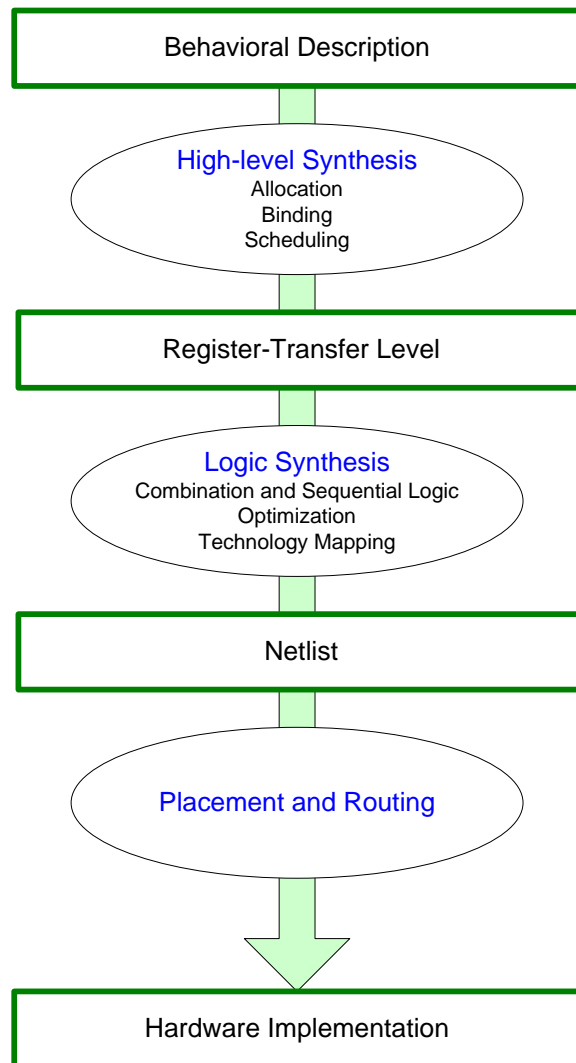 Behavioral Description
High-level Synthesis
Allocation
Binding
Scheduling
Register-Transfer Level
Logic Synthesis
Combination and Sequential Logic
Optimization
Technology Mapping
Netlist
Placement and Routing
Hardware Implementation